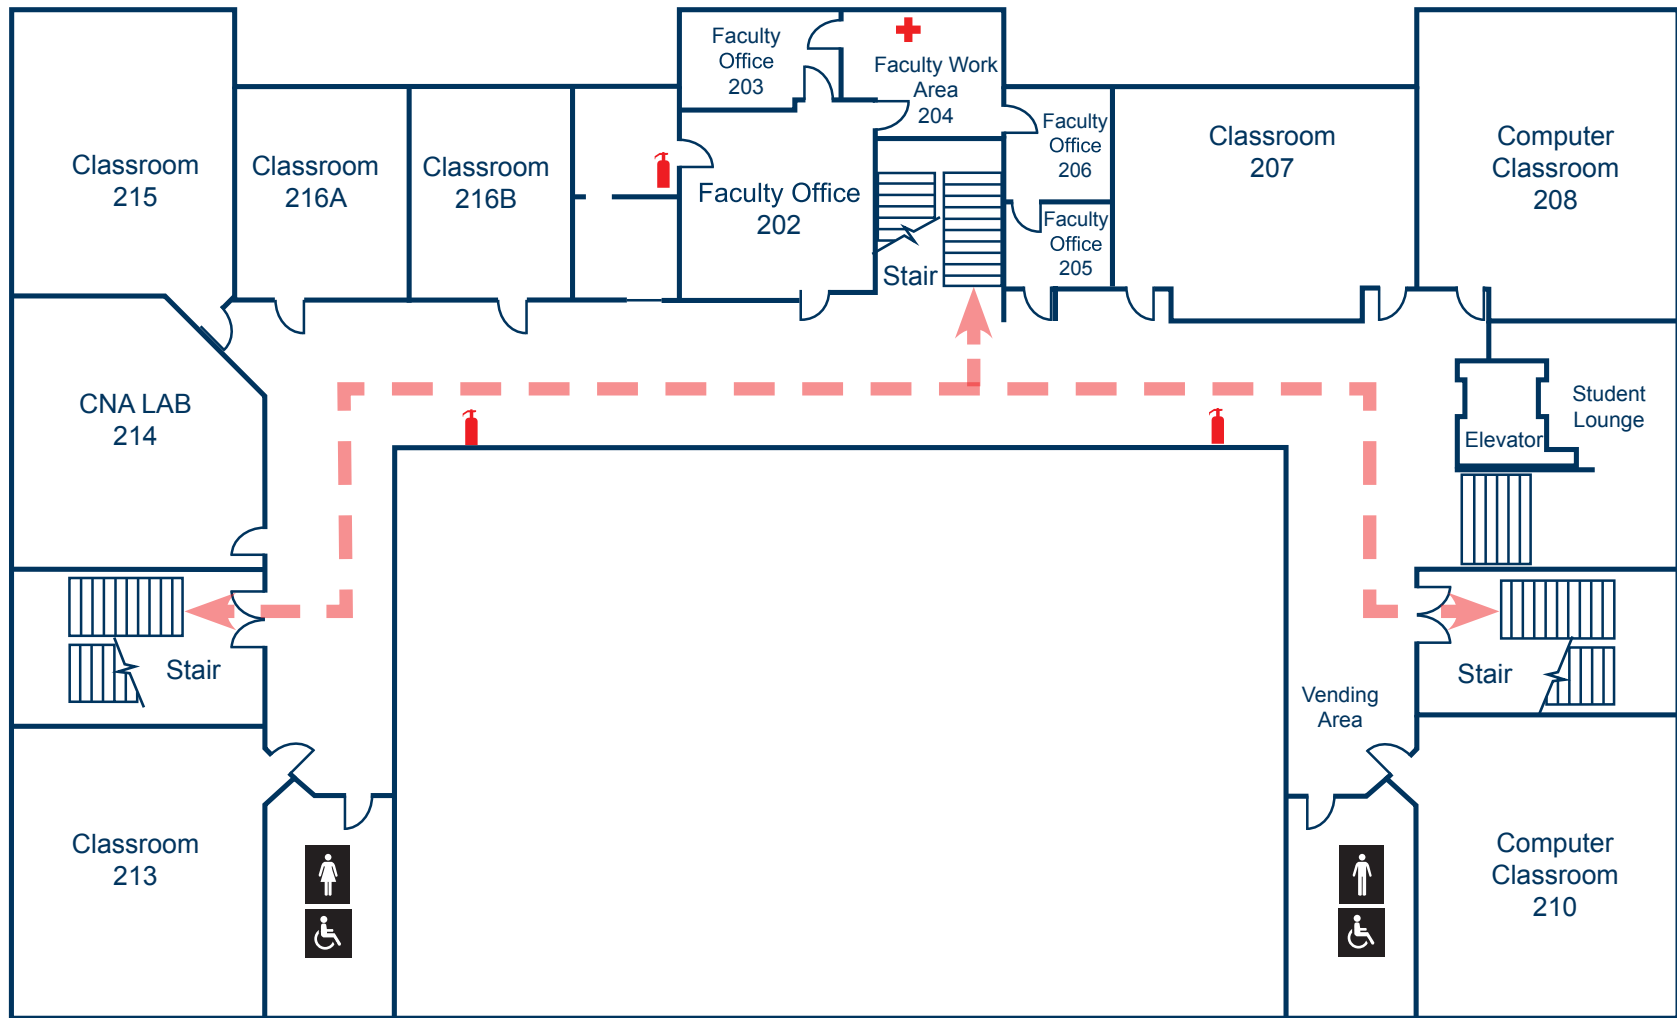 Faculty
Office
203
Faculty Work
Area
204
Classroom
215
Classroom
216A
Classroom
216B
Faculty Office
202
Stair
Faculty
Office
206
Faculty
Office
205
Classroom
207
Computer
Classroom
208
CNA LAB
214
Elevator
Student
Lounge
Stair
Stair
Vending
Area
Classroom
213
Computer
Classroom
210